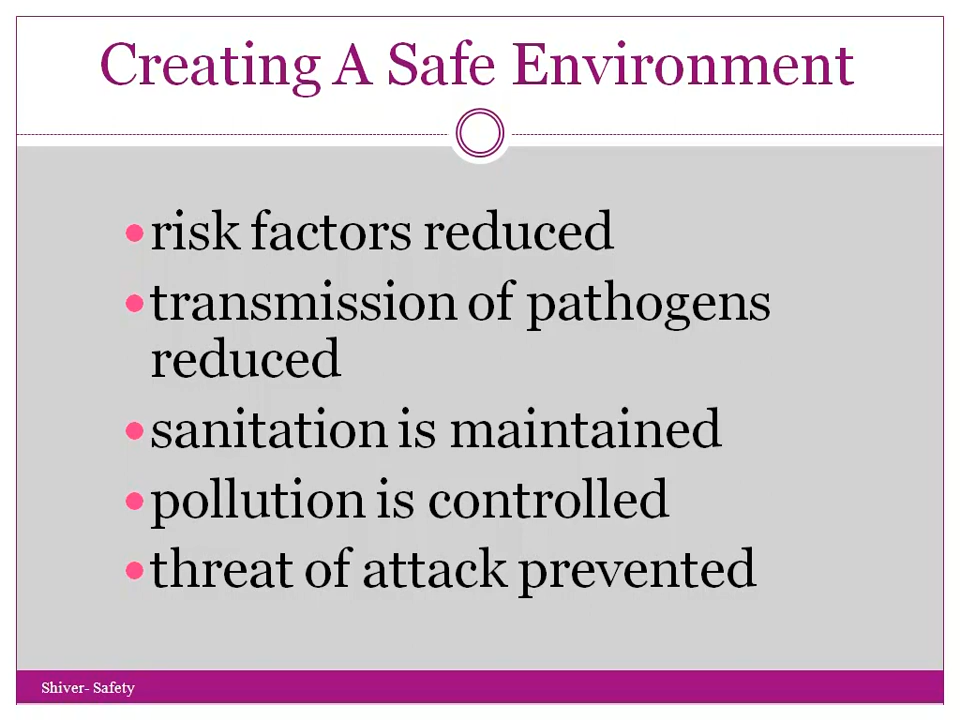 Creating A Safe Environment
risk factors reduced
transmission of pathogens
reduced
sanitation is maintained
pollution is controlled
threat of attack prevented
Shiver- Safety